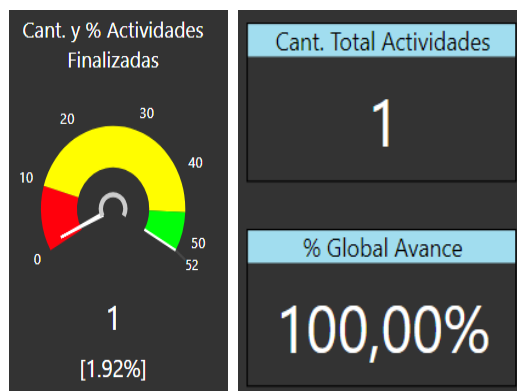 Cant. y % Actividades
Finalizadas
0
10
20
30
40
50
52
1
[1.92%]
Cant. Total Actividades
1
% Global Avance
100,00%